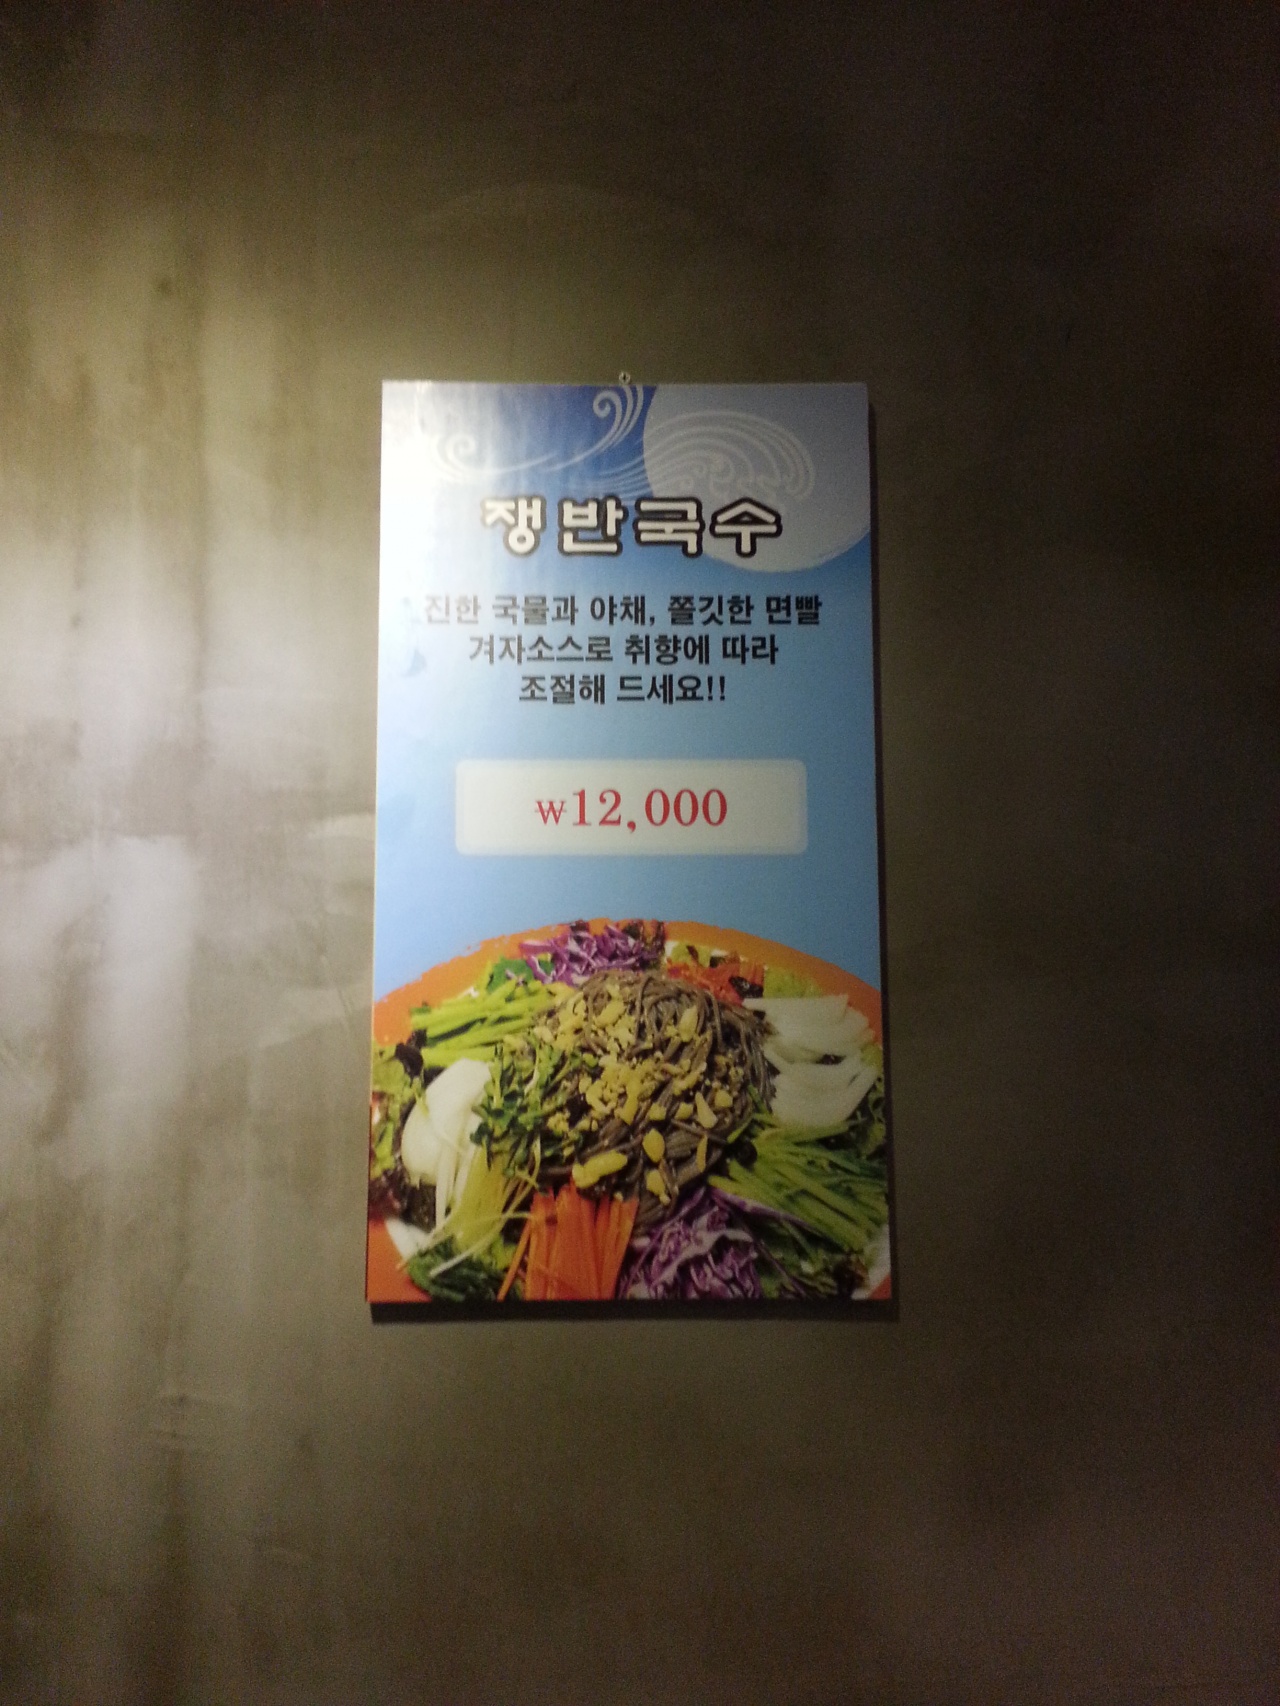 쟁반국수
진한 국물과 야채, 쫄깃한 면빨
겨자소스로 취향에 따라
조절해 드세요!!
₩12,000